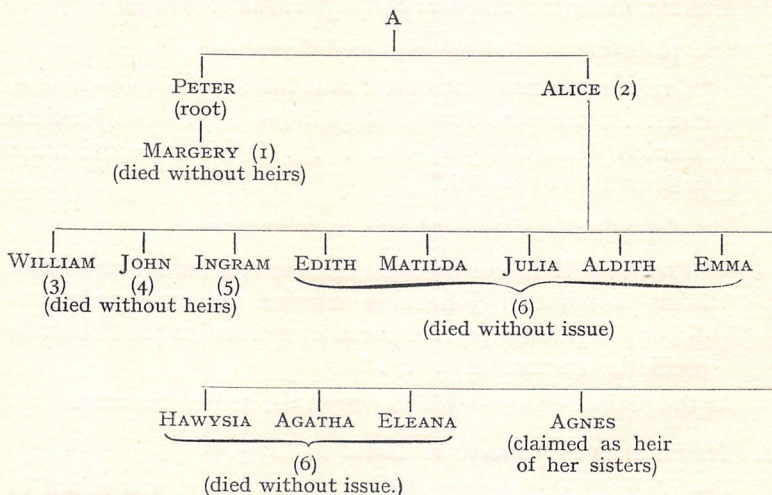 A
PETER ALICE (2)
(root)
MARGERY (1)
(died without heirs)
WILLIAM JOHN INGRAM EDITH MATILDA JULIA ALDITH EMMA
(3) (4) (5)
(died without heirs) (6)
(died without issue)
HAWYSIA AGATHA ELEANA AGNES
(claimed as heir
of her sisters)
(6)
(died without issue.)